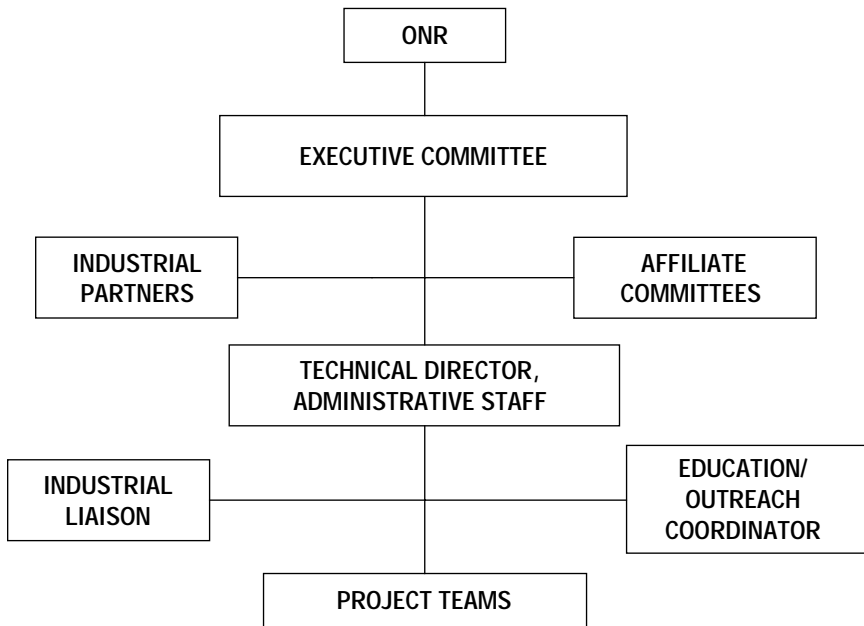 ONR
EXECUTIVE COMMITTEE
INDUSTRIAL
PARTNERS
AFFILIATE
COMMITTEES
TECHNICAL DIRECTOR,
ADMINISTRATIVE STAFF
INDUSTRIAL
LIAISON
EDUCATION/
OUTREACH
COORDINATOR
PROJECT TEAMS